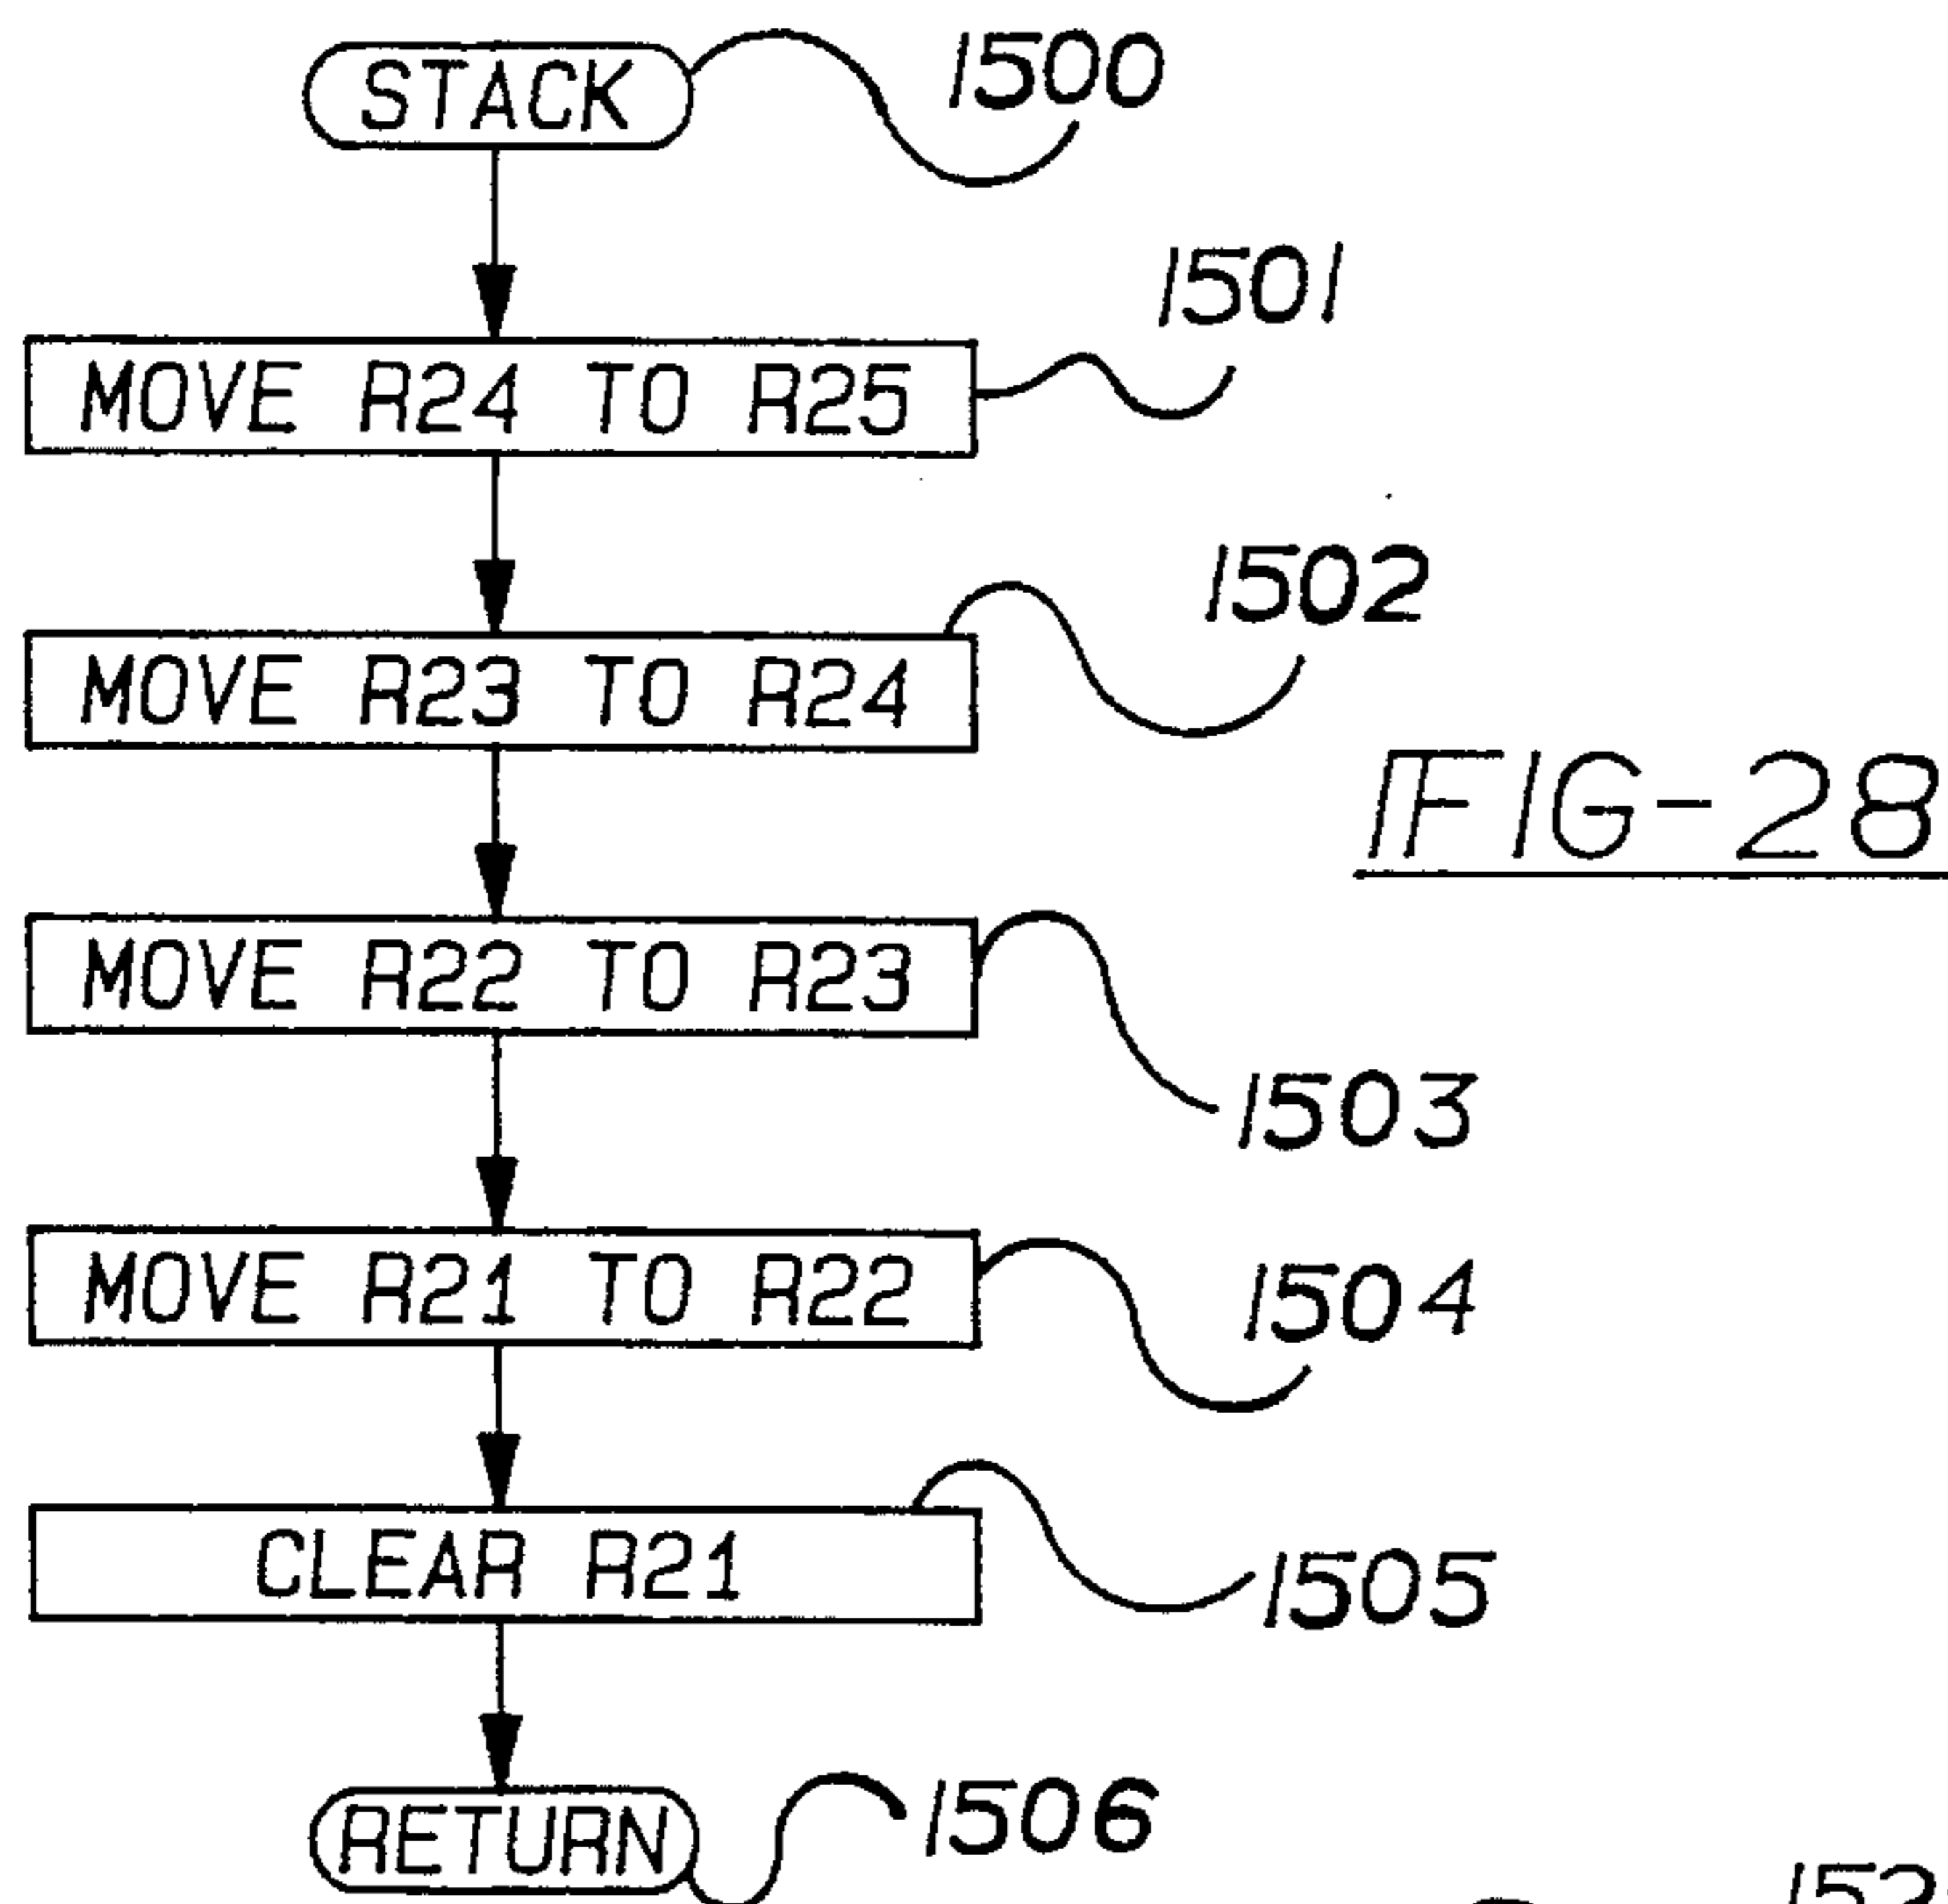 STACK
1500
1501
MOVE R24 TO R25
1502
MOVE R23 TO R24
FIG-28
MOVE R22 TO R23
1503
MOVE R21 TO R22
1504
CLEAR R21
1505
RETURN
1506